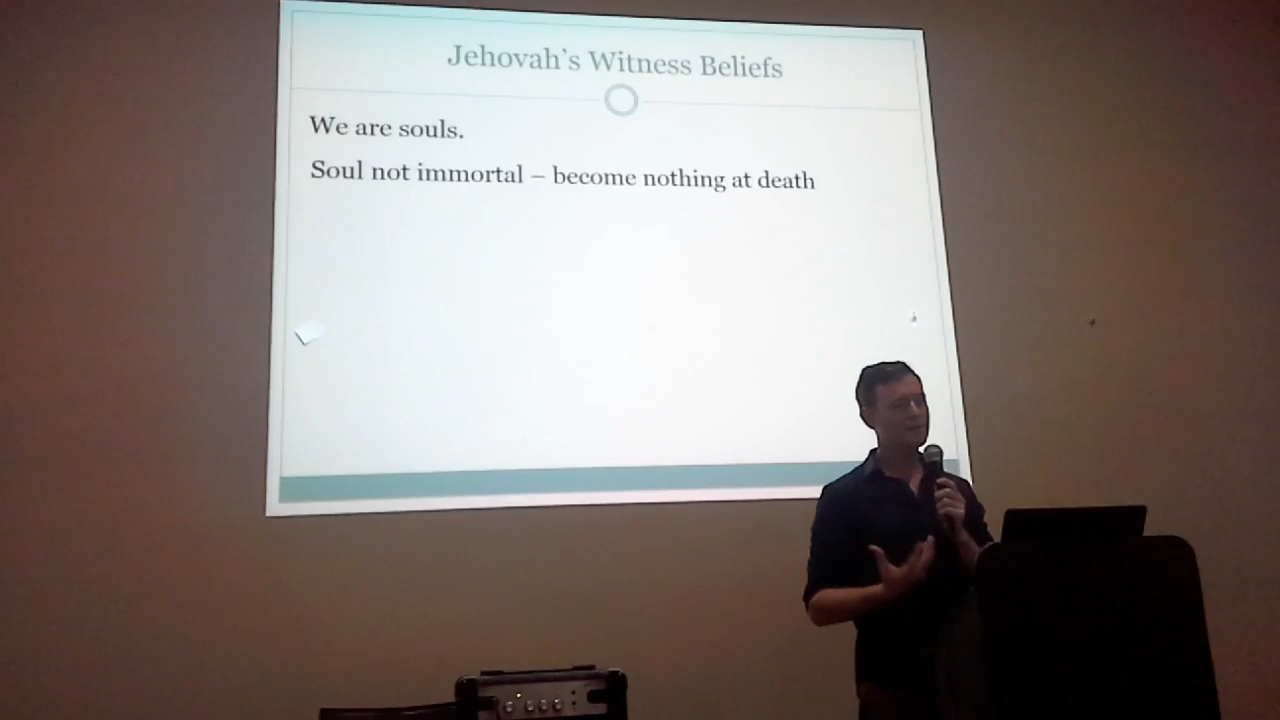 Jehovah's Witness Beliefs
We are souls.
Soul not immortal – become nothing at death